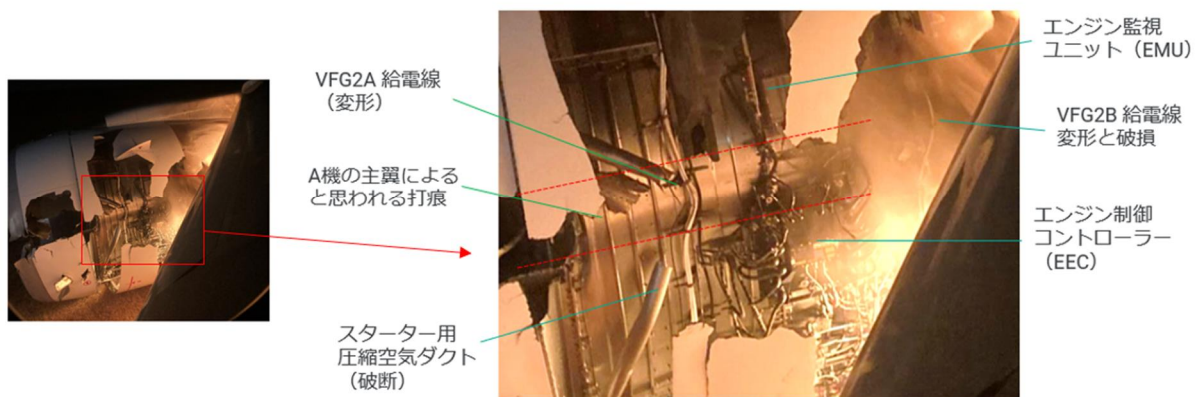 VFG2A 給電線
（変形）
A機の主翼による
と思われる打痕
スターター用
圧縮空気ダクト
（破断）
エンジン監視
ユニット（EMU）
VFG2B 給電線
変形と破損
エンジン制御
コントローラー
（EEC）